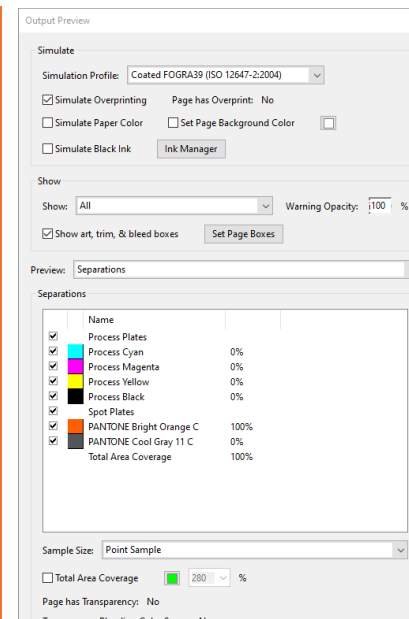 Output Preview
Simulate
Simulation Profile: Coated FOGRA39 (ISO 12647-2:2004)
Simulate Overprinting Page has Overprint: No
Simulate Paper Color Set Page Background Color
Simulate Black Ink Ink Manager
Show
Show: All Warning Opacity: 100 %
Show art, trim, & bleed boxes Set Page Boxes
Preview: Separations
Separations
Name
Process Plates
Process Cyan 0%
Process Magenta 0%
Process Yellow 0%
Process Black 0%
Spot Plates
PANTONE Bright Orange C 100%
PANTONE Cool Gray 11 C 0%
Total Area Coverage 100%
Sample Size: Point Sample
Total Area Coverage 280 %
Page has Transparency: No